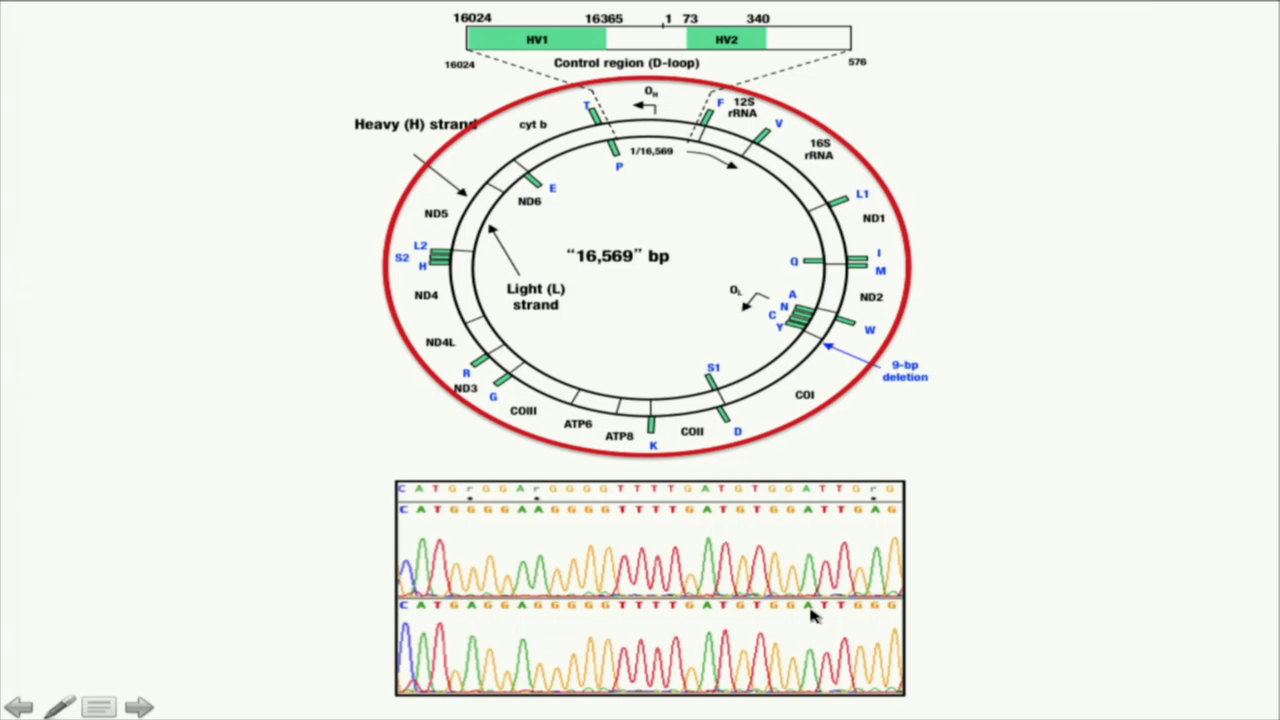 16024 16365 1 73 340
HV1 HV2
16024 Control region (D-loop) 576
Heavy (H) strand
cyt b
T
O_H
F
12S
rRNA
V
16S
rRNA
P
1/16,569
E
ND6
L1
ND1
ND5
L2
S2
H
"16,569" bp
Q
I
M
Light (L)
strand
O_L
A
N
C
Y
ND2
W
ND4
ND4L
R
ND3
G
COIII
ATP6
ATP8
K
COII
S1
D
COI
9-bp
deletion
C A T G r G G A r G G G G T T T T G A T G T G G A T T G r G
C A T G G G G A A G G G G T T T T G A T G T G G A T T G A G
C A T G A G G A G G G G G T T T T G A T G T G G A T T G G G